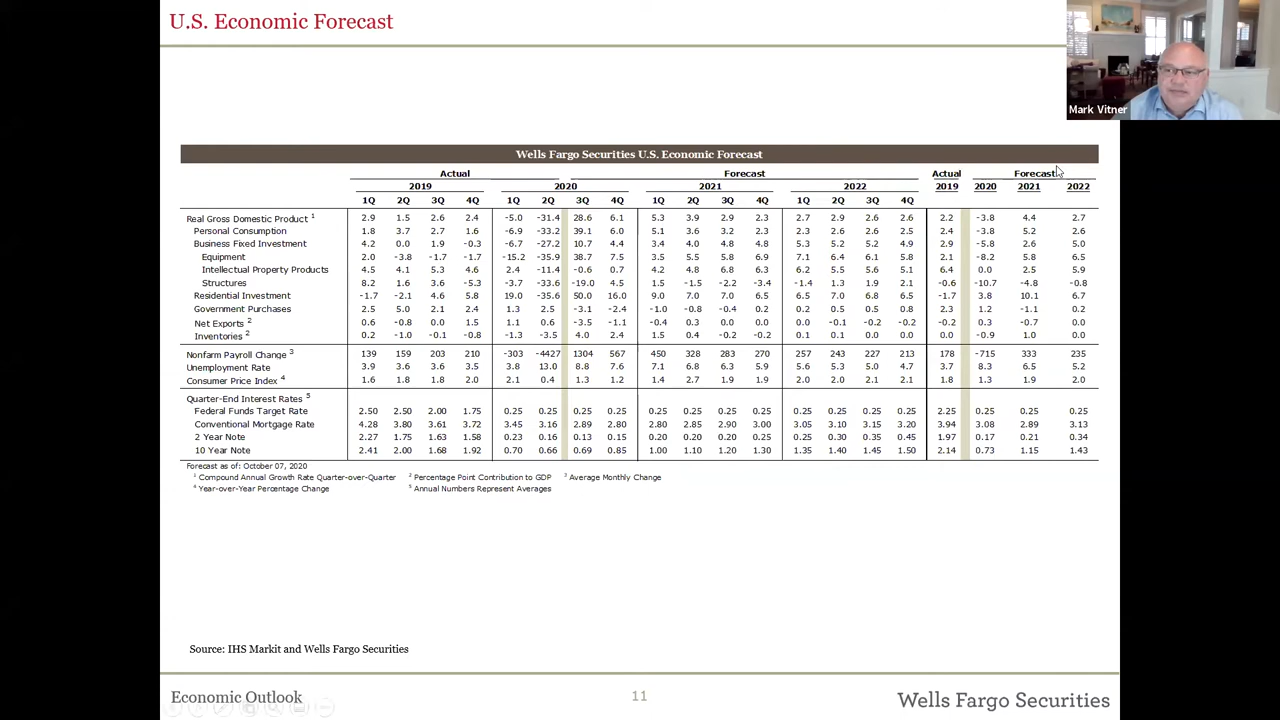 U.S. Economic Forecast
Mark Vitner
Wells Fargo Securities U.S. Economic Forecast
Actual Forecast Actual Forecast
2019 2020 2021 2022 2019 2020 2021 2022
1Q 2Q 3Q 4Q 1Q 2Q 3Q 4Q 1Q 2Q 3Q 4Q 1Q 2Q 3Q 4Q
Real Gross Domestic Product 1 2.9 1.5 2.6 2.4 -5.0 -31.4 28.6 6.1 5.3 3.9 2.9 2.3 2.7 2.9 2.6 2.6 2.2 -3.8 4.4 2.7
Personal Consumption 1.8 3.7 2.7 1.6 -6.9 -33.2 39.1 6.0 5.1 3.6 3.2 2.3 2.3 2.6 2.6 2.5 2.4 -3.8 5.2 2.6
Business Fixed Investment 4.2 0.0 1.9 -0.3 -6.7 -27.2 10.7 4.4 3.4 4.0 4.8 4.8 5.3 5.2 5.2 4.9 2.9 -5.8 2.6 5.0
Equipment 2.0 -3.8 -1.7 -1.7 -15.2 -35.9 38.7 7.5 3.5 5.5 5.8 6.9 7.1 6.4 6.1 5.8 2.1 -8.2 5.8 6.5
Intellectual Property Products 4.5 4.1 5.3 4.6 2.4 -11.4 -0.6 0.7 4.2 4.8 6.8 6.3 6.2 5.5 5.6 5.1 6.4 0.0 2.5 5.9
Structures 8.2 1.6 3.6 -5.3 -3.7 -33.6 -19.0 4.5 1.5 -1.5 -2.2 -3.4 -1.4 1.3 1.9 2.1 -0.6 -10.7 -4.8 -0.8
Residential Investment -1.7 -2.1 4.6 5.8 19.0 -35.6 50.0 16.0 9.0 7.0 7.0 6.5 6.5 7.0 6.8 6.5 -1.7 3.8 10.1 6.7
Government Purchases 2.5 5.0 2.1 2.4 1.3 2.5 -3.1 -2.4 -1.0 -0.8 -0.4 0.2 0.2 0.5 0.5 0.8 2.3 1.2 -1.1 0.2
Net Exports 2 0.6 -0.8 0.0 1.5 1.1 0.6 -3.5 -1.1 -0.4 0.3 0.0 0.0 0.0 -0.1 -0.2 -0.2 -0.2 0.3 -0.7 0.0
Inventories 2 0.2 -1.0 -0.1 -0.8 -1.3 -3.5 4.0 2.4 1.5 0.4 -0.2 -0.2 0.1 0.1 0.0 0.0 0.0 -0.9 1.0 0.0
Nonfarm Payroll Change 3 139 159 203 210 -303 -4427 1304 567 450 328 283 270 257 243 227 213 178 -715 333 235
Unemployment Rate 3.9 3.6 3.6 3.5 3.8 13.0 8.8 7.6 7.1 6.8 6.3 5.9 5.6 5.3 5.0 4.7 3.7 8.3 6.5 5.2
Consumer Price Index 4 1.6 1.8 1.8 2.0 2.1 0.4 1.3 1.2 1.4 2.7 1.9 1.9 2.0 2.0 2.1 2.1 1.8 1.3 1.9 2.0
Quarter-End Interest Rates 5
Federal Funds Target Rate 2.50 2.50 2.00 1.75 0.25 0.25 0.25 0.25 0.25 0.25 0.25 0.25 0.25 0.25 0.25 0.25 2.25 0.25 0.25 0.25
Conventional Mortgage Rate 4.28 3.80 3.61 3.72 3.45 3.16 2.89 2.80 2.80 2.85 2.90 3.00 3.05 3.10 3.15 3.20 3.94 3.08 2.89 3.13
2 Year Note 2.27 1.75 1.63 1.58 0.23 0.16 0.13 0.15 0.20 0.20 0.20 0.25 0.25 0.30 0.35 0.45 1.97 0.17 0.21 0.34
10 Year Note 2.41 2.00 1.68 1.92 0.70 0.66 0.69 0.85 1.00 1.10 1.20 1.30 1.35 1.40 1.45 1.50 2.14 0.73 1.15 1.43
Forecast as of: October 07, 2020
1 Compound Annual Growth Rate Quarter-over-Quarter 2 Percentage Point Contribution to GDP 3 Average Monthly Change
4 Year-over-Year Percentage Change 5 Annual Numbers Represent Averages
Source: IHS Markit and Wells Fargo Securities
Economic Outlook 11 Wells Fargo Securities